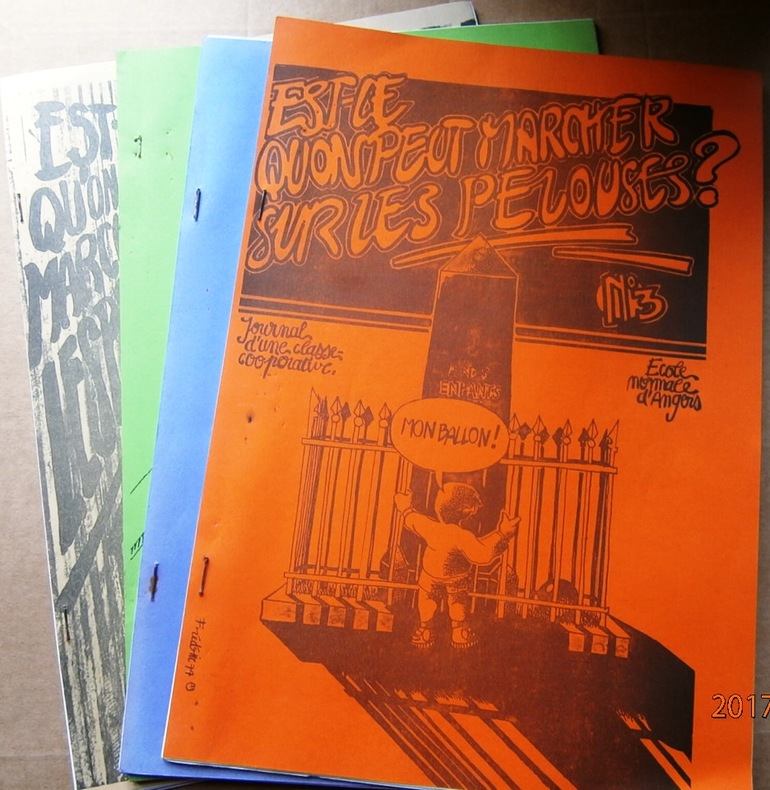 EST-CE
QU'ON PEUT MARCHER
SUR LES PELOUSES?
N:3
Journal
d'une classe
coopérative.
Ecole
normale
d'Angers
ENFANTS
MON BALLON!
EST-
QU'ON
MARC
2017